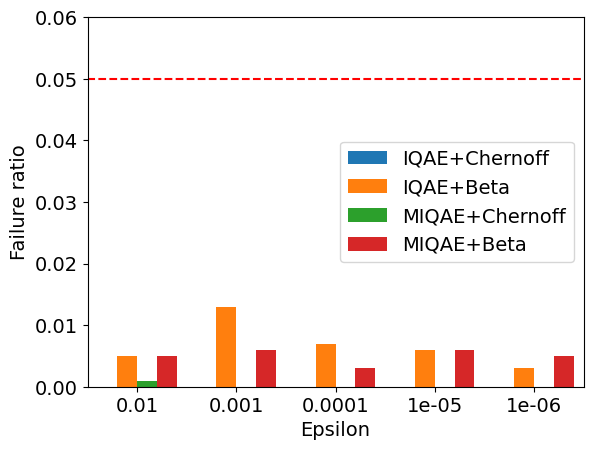 0.06
0.05
0.04
0.03
0.02
0.01
0.00
Failure ratio
IQAE+Chernoff
IQAE+Beta
MIQAE+Chernoff
MIQAE+Beta
0.01 0.001 0.0001 1e-05 1e-06
Epsilon